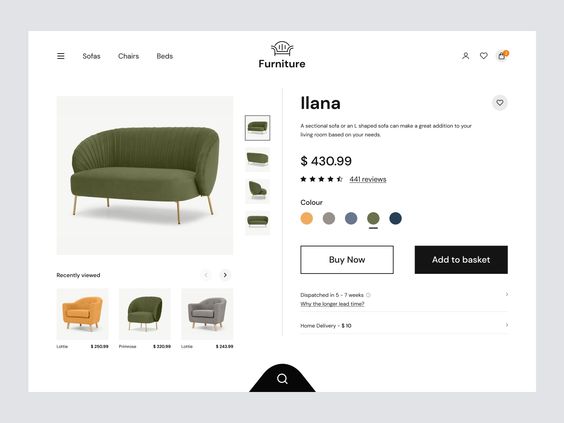 Sofas Chairs Beds
Furniture
2
Ilana
A sectional sofa or an L shaped sofa can make a great addition to your
living room based on your needs.
$ 430.99
441 reviews
Colour
Buy Now Add to basket
Dispatched in 5 - 7 weeks
Why the longer lead time?
Home Delivery - $ 10
Recently viewed
Lottie $ 250.99
Primrose $ 220.99
Lottie $ 243.99